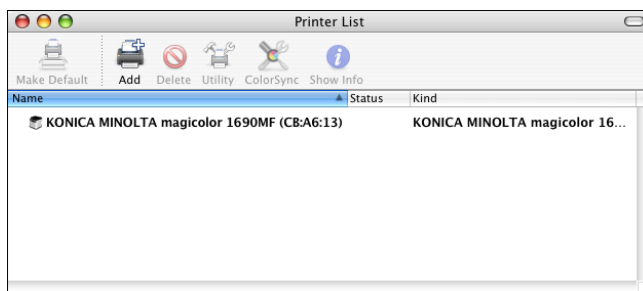 Printer List
Make Default Add Delete Utility ColorSync Show Info
Name Status Kind
KONICA MINOLTA magicolor 1690MF (CB:A6:13) KONICA MINOLTA magicolor 16...